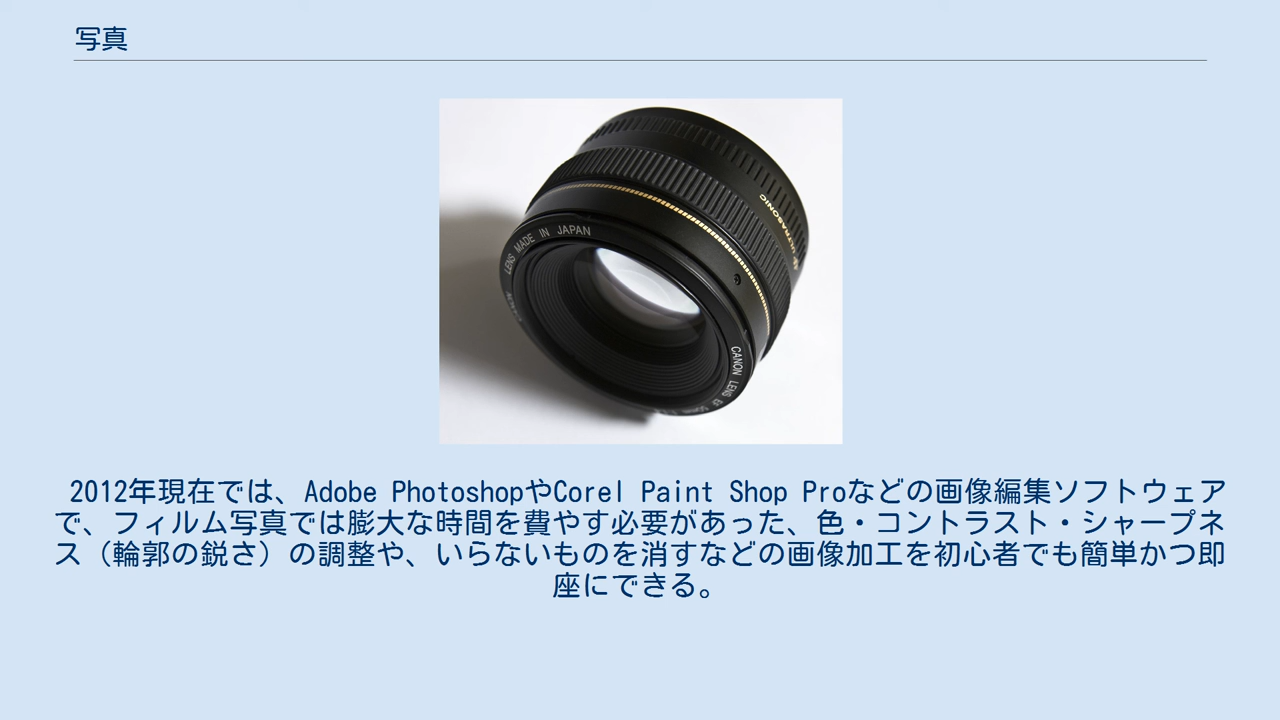 写真
ULTRASONIC
LENS MADE IN JAPAN
CANON LENS EF 50mm
2012年現在では、Adobe PhotoshopやCorel Paint Shop Proなどの画像編集ソフトウェア
で、フィルム写真では膨大な時間を費やす必要があった、色・コントラスト・シャープネ
ス（輪郭の鋭さ）の調整や、いらないものを消すなどの画像加工を初心者でも簡単かつ即
座にできる。